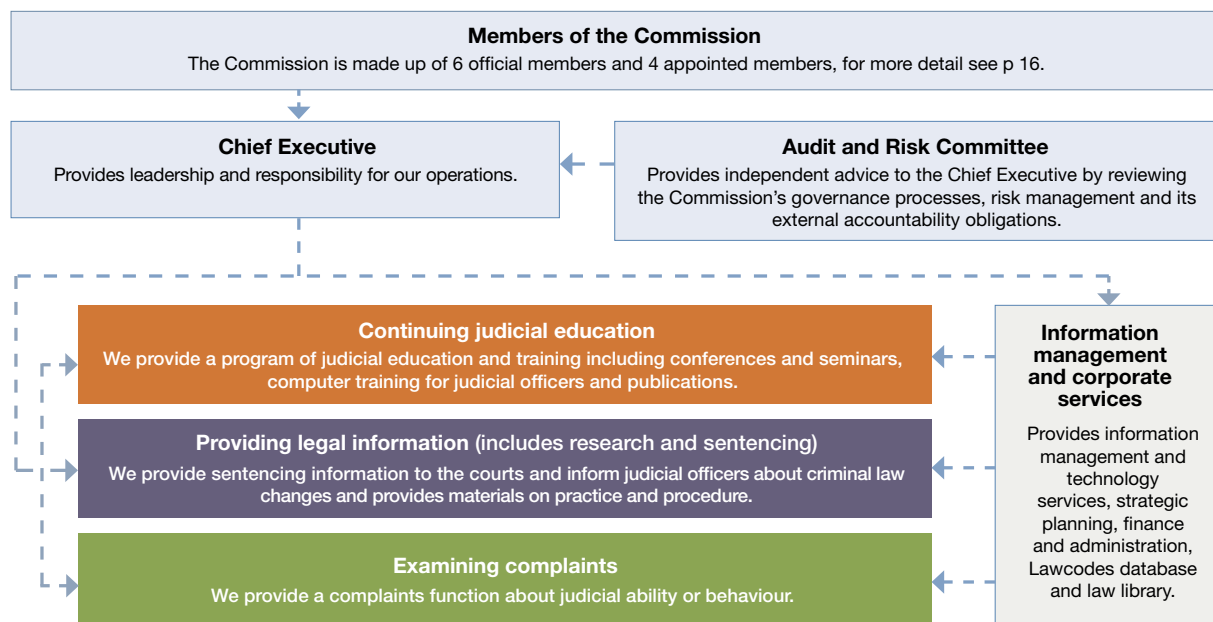 Members of the Commission
The Commission is made up of 6 official members and 4 appointed members, for more detail see p 16.
Chief Executive
Provides leadership and responsibility for our operations.
Audit and Risk Committee
Provides independent advice to the Chief Executive by reviewing
the Commission's governance processes, risk management and its
external accountability obligations.
Continuing judicial education
We provide a program of judicial education and training including conferences and seminars,
computer training for judicial officers and publications.
Providing legal information (includes research and sentencing)
We provide sentencing information to the courts and inform judicial officers about criminal law
changes and provides materials on practice and procedure.
Examining complaints
We provide a complaints function about judicial ability or behaviour.
Information
management
and corporate
services
Provides information
management and
technology
services, strategic
planning, finance
and administration,
Lawcodes database
and law library.